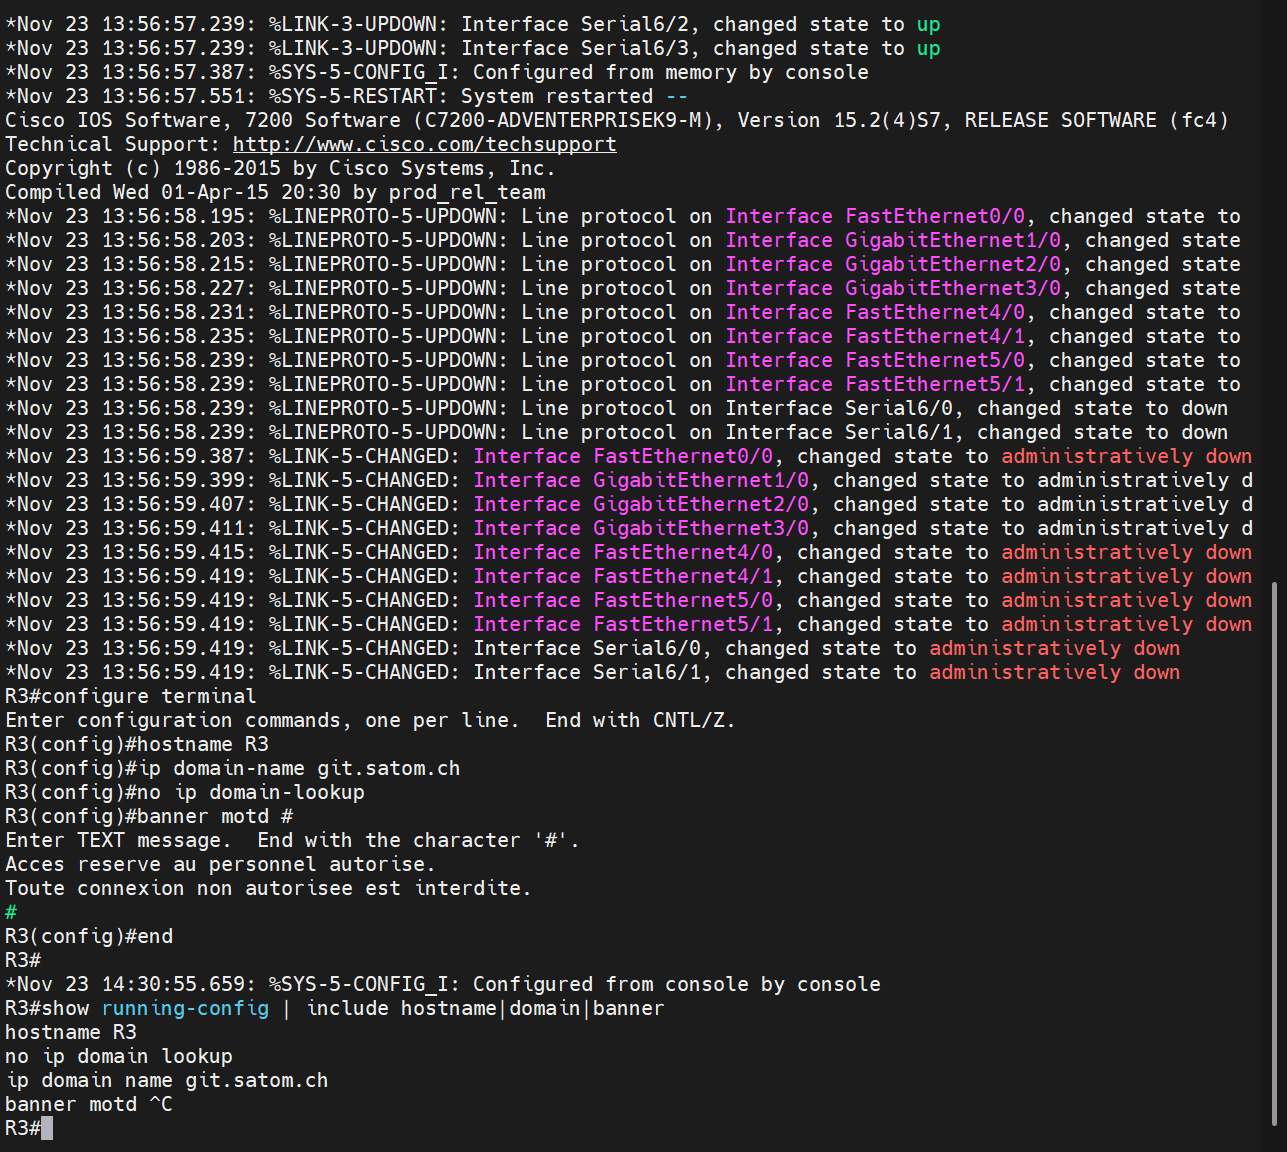 *Nov 23 13:56:57.239: %LINK-3-UPDOWN: Interface Serial6/2, changed state to up
*Nov 23 13:56:57.239: %LINK-3-UPDOWN: Interface Serial6/3, changed state to up
*Nov 23 13:56:57.387: %SYS-5-CONFIG_I: Configured from memory by console
*Nov 23 13:56:57.551: %SYS-5-RESTART: System restarted --
Cisco IOS Software, 7200 Software (C7200-ADVENTERPRISEK9-M), Version 15.2(4)S7, RELEASE SOFTWARE (fc4)
Technical Support: http://www.cisco.com/techsupport
Copyright (c) 1986-2015 by Cisco Systems, Inc.
Compiled Wed 01-Apr-15 20:30 by prod_rel_team
*Nov 23 13:56:58.195: %LINEPROTO-5-UPDOWN: Line protocol on Interface FastEthernet0/0, changed state to
*Nov 23 13:56:58.203: %LINEPROTO-5-UPDOWN: Line protocol on Interface GigabitEthernet1/0, changed state
*Nov 23 13:56:58.215: %LINEPROTO-5-UPDOWN: Line protocol on Interface GigabitEthernet2/0, changed state
*Nov 23 13:56:58.227: %LINEPROTO-5-UPDOWN: Line protocol on Interface GigabitEthernet3/0, changed state
*Nov 23 13:56:58.231: %LINEPROTO-5-UPDOWN: Line protocol on Interface FastEthernet4/0, changed state to
*Nov 23 13:56:58.235: %LINEPROTO-5-UPDOWN: Line protocol on Interface FastEthernet4/1, changed state to
*Nov 23 13:56:58.239: %LINEPROTO-5-UPDOWN: Line protocol on Interface FastEthernet5/0, changed state to
*Nov 23 13:56:58.239: %LINEPROTO-5-UPDOWN: Line protocol on Interface FastEthernet5/1, changed state to
*Nov 23 13:56:58.239: %LINEPROTO-5-UPDOWN: Line protocol on Interface Serial6/0, changed state to down
*Nov 23 13:56:58.239: %LINEPROTO-5-UPDOWN: Line protocol on Interface Serial6/1, changed state to down
*Nov 23 13:56:59.387: %LINK-5-CHANGED: Interface FastEthernet0/0, changed state to administratively down
*Nov 23 13:56:59.399: %LINK-5-CHANGED: Interface GigabitEthernet1/0, changed state to administratively d
*Nov 23 13:56:59.407: %LINK-5-CHANGED: Interface GigabitEthernet2/0, changed state to administratively d
*Nov 23 13:56:59.411: %LINK-5-CHANGED: Interface GigabitEthernet3/0, changed state to administratively d
*Nov 23 13:56:59.415: %LINK-5-CHANGED: Interface FastEthernet4/0, changed state to administratively down
*Nov 23 13:56:59.419: %LINK-5-CHANGED: Interface FastEthernet4/1, changed state to administratively down
*Nov 23 13:56:59.419: %LINK-5-CHANGED: Interface FastEthernet5/0, changed state to administratively down
*Nov 23 13:56:59.419: %LINK-5-CHANGED: Interface FastEthernet5/1, changed state to administratively down
*Nov 23 13:56:59.419: %LINK-5-CHANGED: Interface Serial6/0, changed state to administratively down
*Nov 23 13:56:59.419: %LINK-5-CHANGED: Interface Serial6/1, changed state to administratively down
R3#configure terminal
Enter configuration commands, one per line.  End with CNTL/Z.
R3(config)#hostname R3
R3(config)#ip domain-name git.satom.ch
R3(config)#no ip domain-lookup
R3(config)#banner motd #
Enter TEXT message.  End with the character '#'.
Acces reserve au personnel autorise.
Toute connexion non autorisee est interdite.
#
R3(config)#end
R3#
*Nov 23 14:30:55.659: %SYS-5-CONFIG_I: Configured from console by console
R3#show running-config | include hostname|domain|banner
hostname R3
no ip domain lookup
ip domain name git.satom.ch
banner motd ^C
R3#